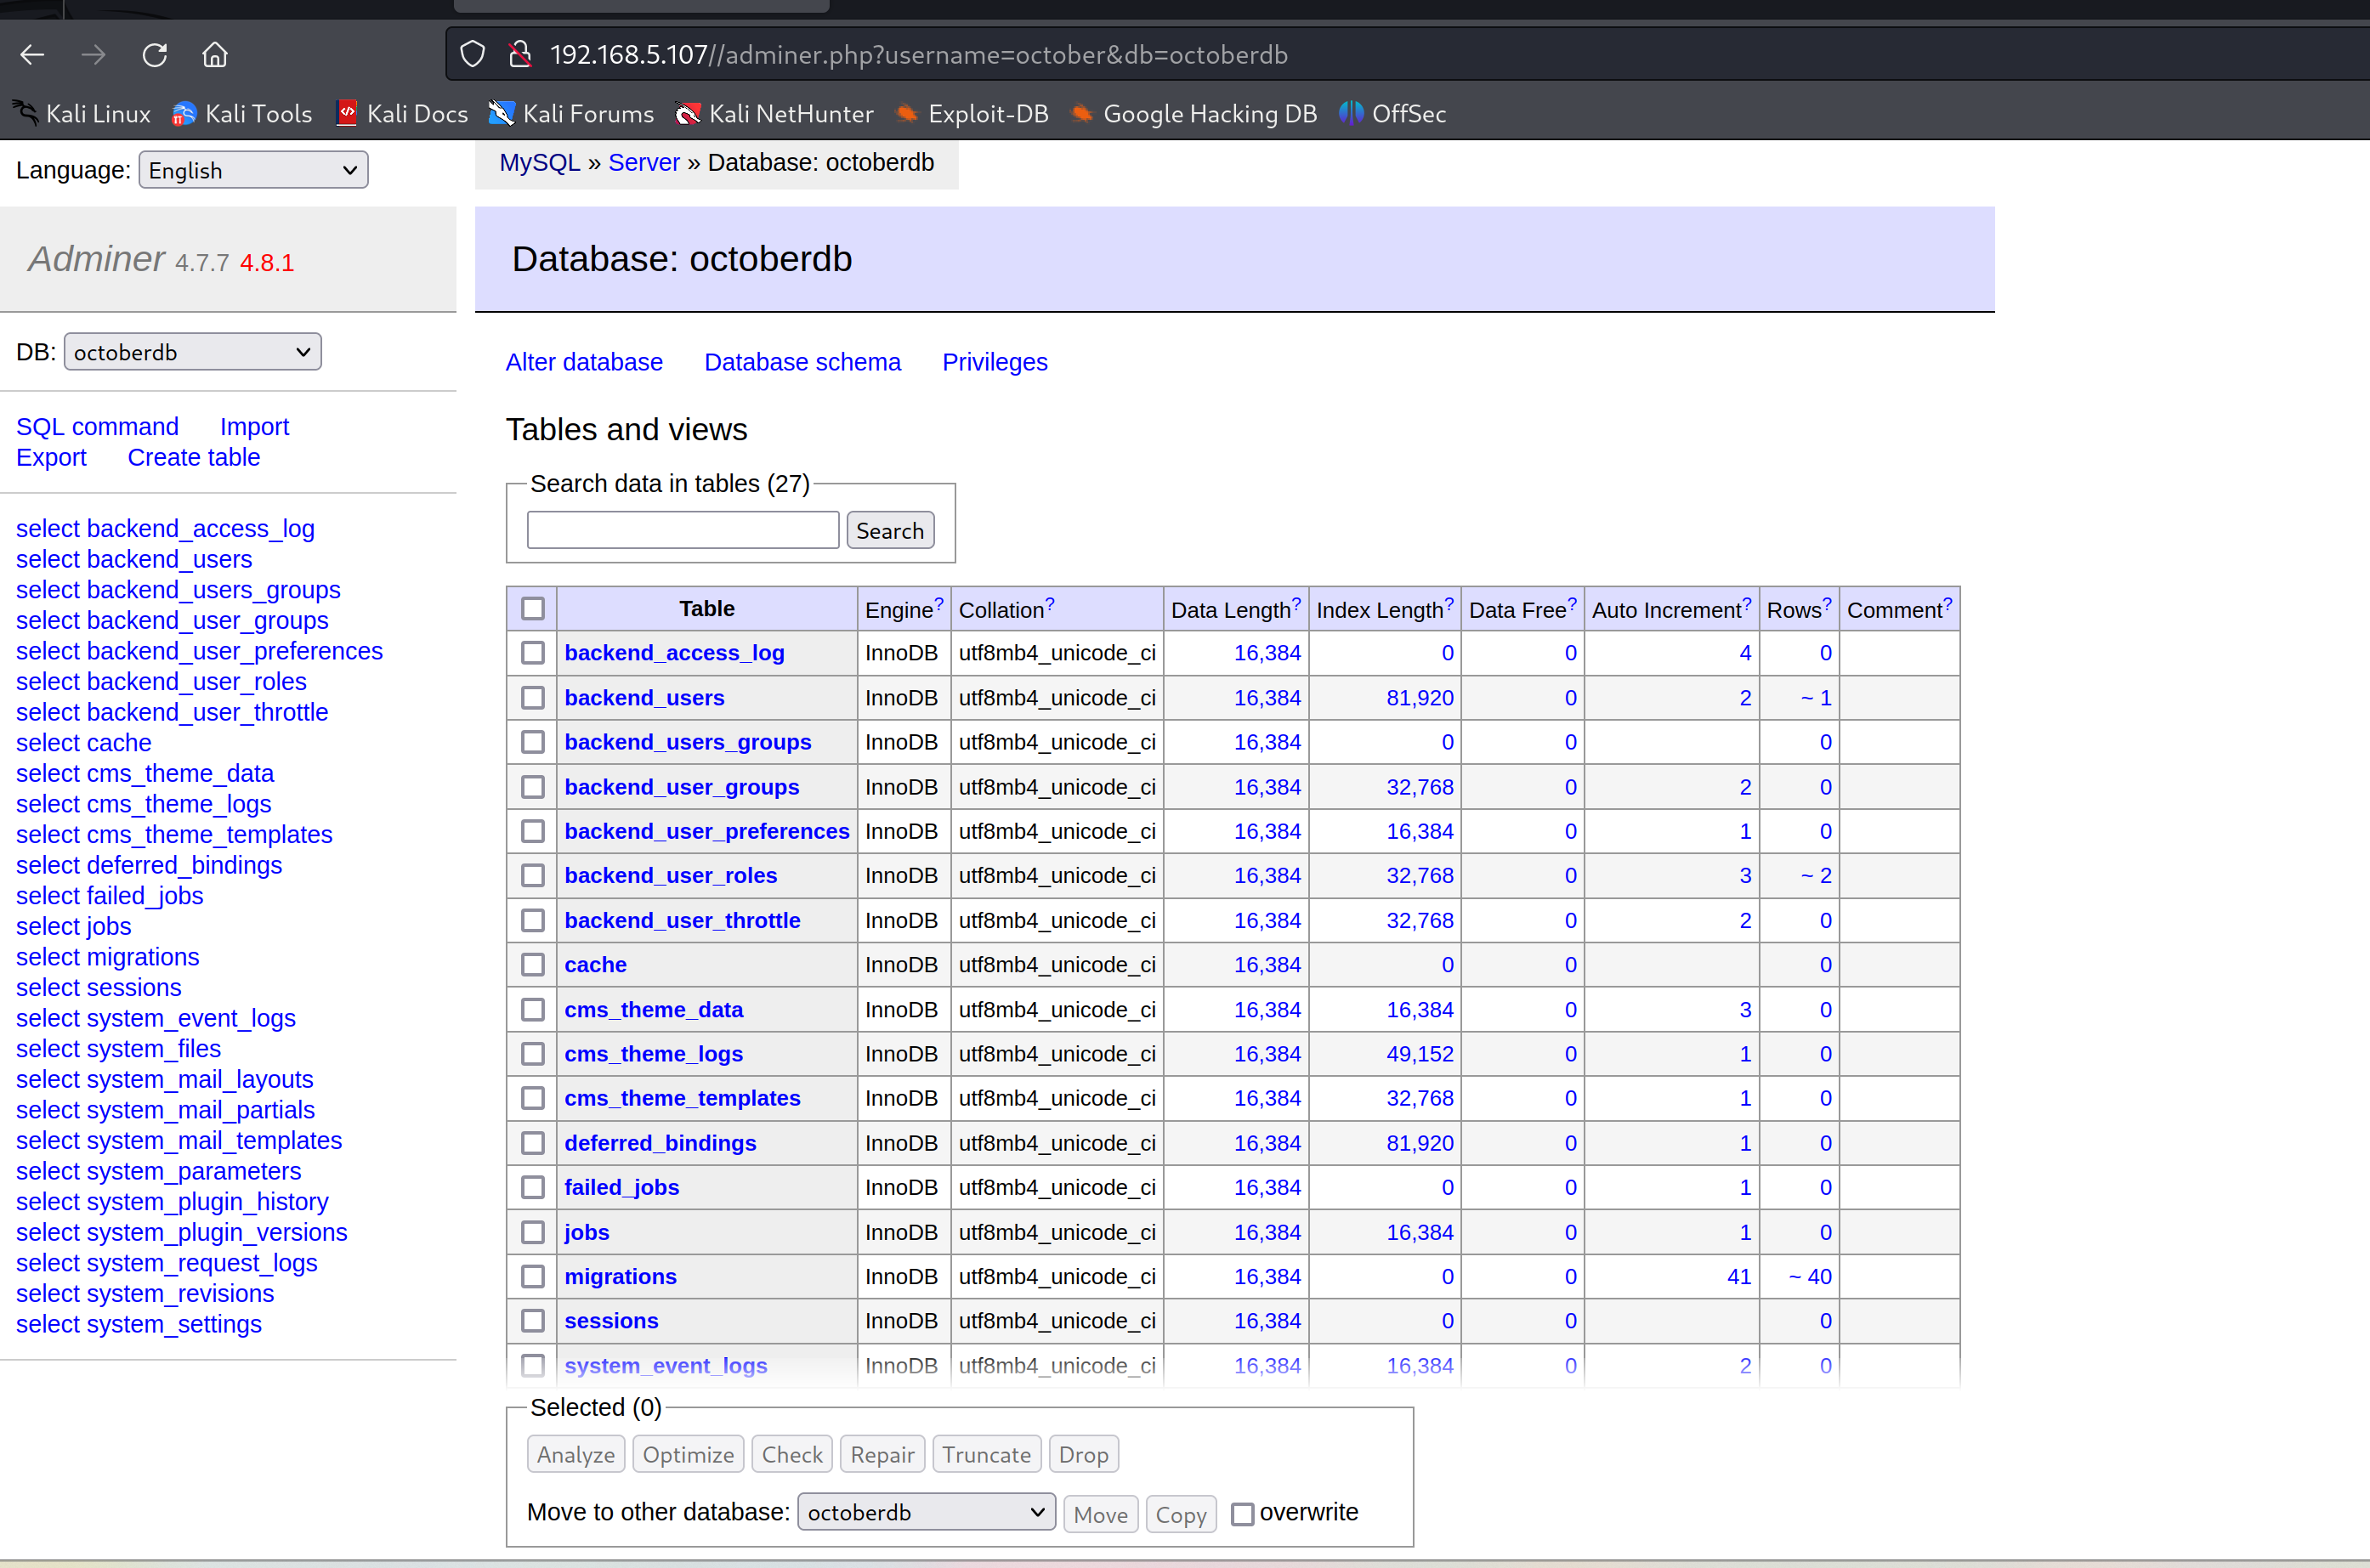 192.168.5.107//adminer.php?username=october&db=octoberdb
Kali Linux Kali Tools Kali Docs Kali Forums Kali NetHunter Exploit-DB Google Hacking DB OffSec
Language: English
MySQL » Server » Database: octoberdb
Adminer 4.7.7 4.8.1
Database: octoberdb
DB: octoberdb
Alter database Database schema Privileges
SQL command Import
Export Create table
Tables and views
Search data in tables (27)
Search
select backend_access_log
select backend_users
select backend_users_groups
select backend_user_groups
select backend_user_preferences
select backend_user_roles
select backend_user_throttle
select cache
select cms_theme_data
select cms_theme_logs
select cms_theme_templates
select deferred_bindings
select failed_jobs
select jobs
select migrations
select sessions
select system_event_logs
select system_files
select system_mail_layouts
select system_mail_partials
select system_mail_templates
select system_parameters
select system_plugin_history
select system_plugin_versions
select system_request_logs
select system_revisions
select system_settings
Table Engine? Collation? Data Length? Index Length? Data Free? Auto Increment? Rows? Comment?
backend_access_log InnoDB utf8mb4_unicode_ci 16,384 0 0 4 0
backend_users InnoDB utf8mb4_unicode_ci 16,384 81,920 0 2 ~ 1
backend_users_groups InnoDB utf8mb4_unicode_ci 16,384 0 0 0
backend_user_groups InnoDB utf8mb4_unicode_ci 16,384 32,768 0 2 0
backend_user_preferences InnoDB utf8mb4_unicode_ci 16,384 16,384 0 1 0
backend_user_roles InnoDB utf8mb4_unicode_ci 16,384 32,768 0 3 ~ 2
backend_user_throttle InnoDB utf8mb4_unicode_ci 16,384 32,768 0 2 0
cache InnoDB utf8mb4_unicode_ci 16,384 0 0 0
cms_theme_data InnoDB utf8mb4_unicode_ci 16,384 16,384 0 3 0
cms_theme_logs InnoDB utf8mb4_unicode_ci 16,384 49,152 0 1 0
cms_theme_templates InnoDB utf8mb4_unicode_ci 16,384 32,768 0 1 0
deferred_bindings InnoDB utf8mb4_unicode_ci 16,384 81,920 0 1 0
failed_jobs InnoDB utf8mb4_unicode_ci 16,384 0 0 1 0
jobs InnoDB utf8mb4_unicode_ci 16,384 16,384 0 1 0
migrations InnoDB utf8mb4_unicode_ci 16,384 0 0 41 ~ 40
sessions InnoDB utf8mb4_unicode_ci 16,384 0 0 0
system_event_logs InnoDB utf8mb4_unicode_ci 16,384 16,384 0 2 0
Selected (0)
Analyze Optimize Check Repair Truncate Drop
Move to other database: octoberdb Move Copy overwrite